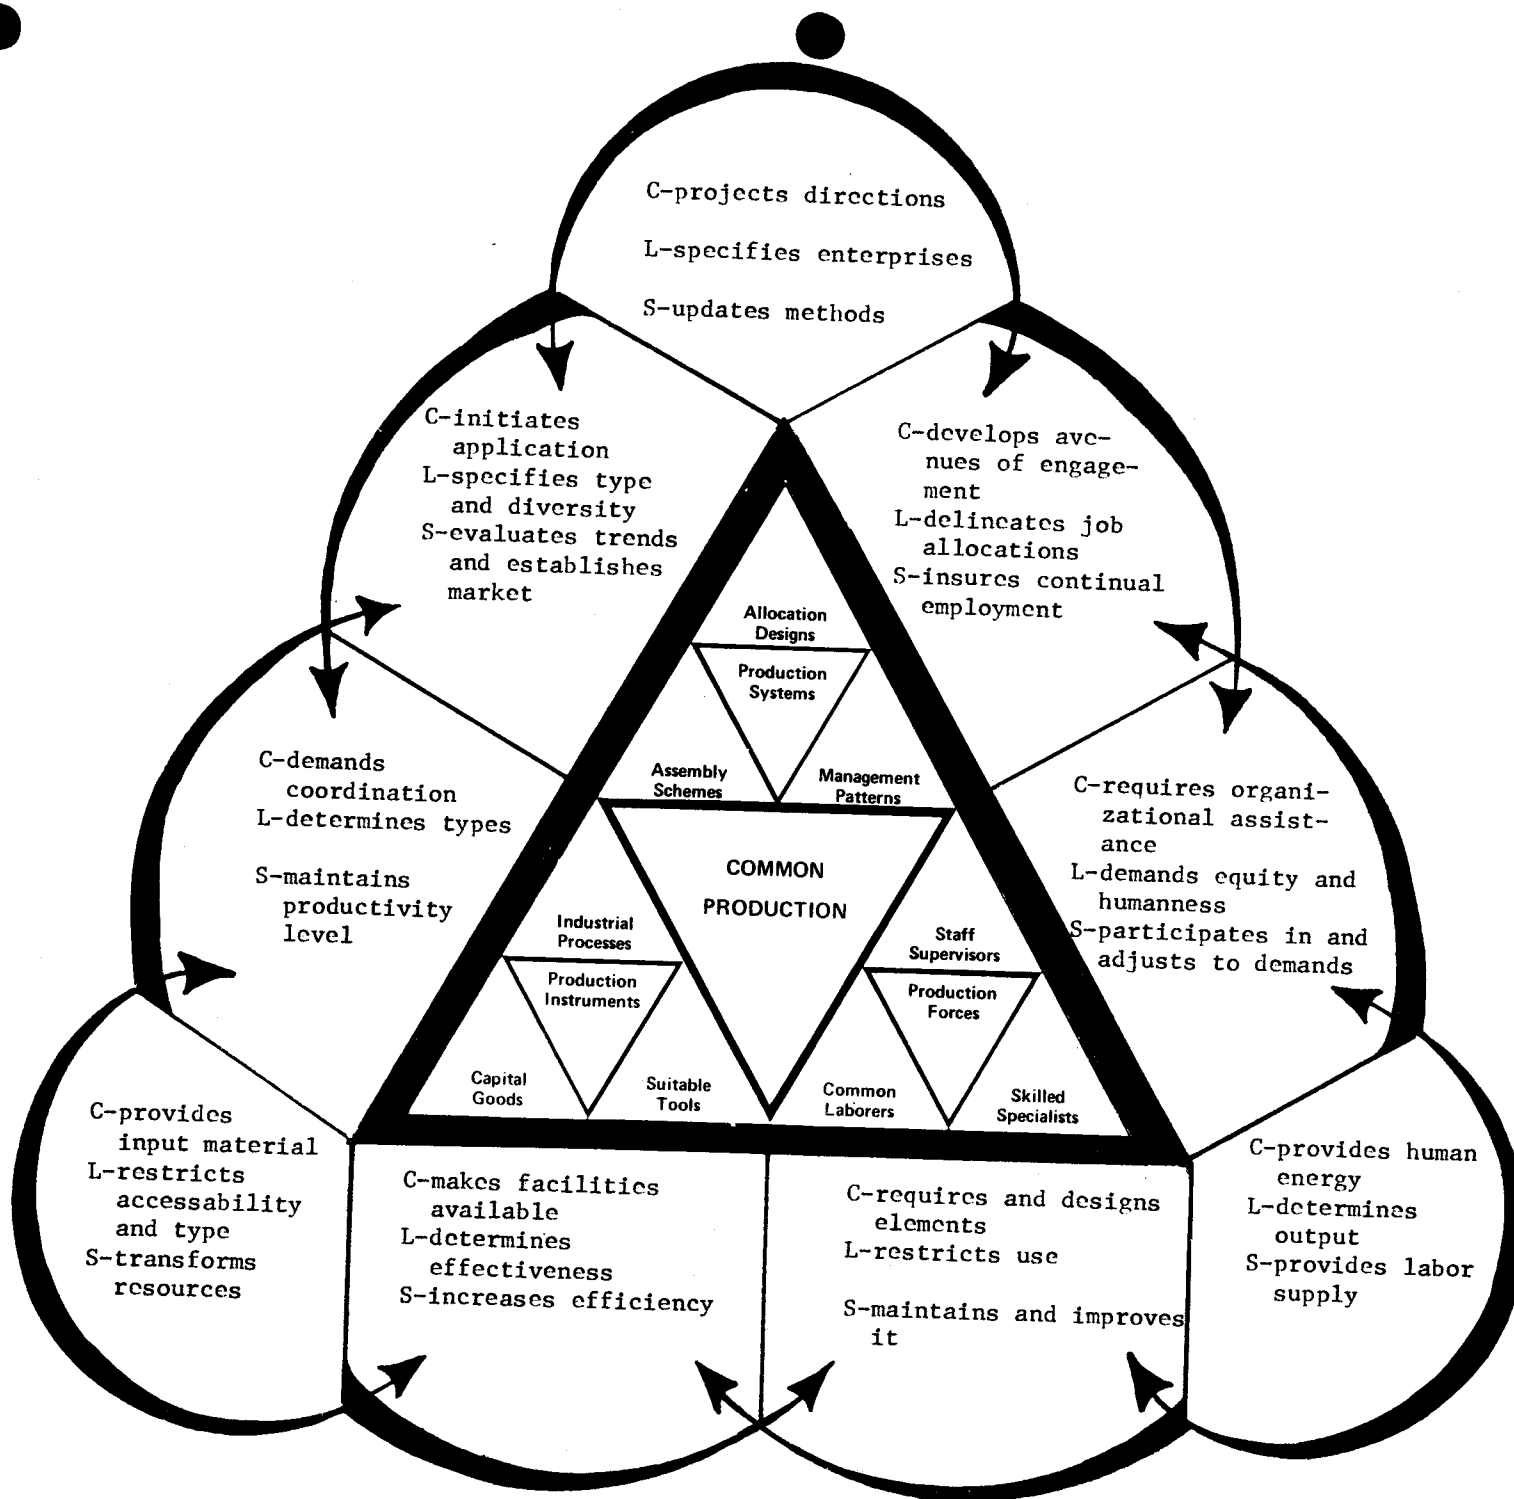 C-projects directions
L-specifies enterprises
S-updates methods
C-initiates
application
L-specifies type
and diversity
S-evaluates trends
and establishes
market
C-develops ave-
nues of engage-
ment
L-delineates job
allocations
S-insures continual
employment
Allocation
Designs
Production
Systems
Assembly
Schemes
Management
Patterns
C-demands
coordination
L-determines types
S-maintains
productivity
level
C-requires organi-
zational assist-
ance
L-demands equity and
humanness
S-participates in and
adjusts to demands
COMMON
PRODUCTION
Industrial
Processes
Production
Instruments
Capital
Goods
Suitable
Tools
Staff
Supervisors
Production
Forces
Common
Laborers
Skilled
Specialists
C-provides
input material
L-restricts
accessability
and type
S-transforms
resources
C-makes facilities
available
L-determines
effectiveness
S-increases efficiency
C-requires and designs
elements
L-restricts use
S-maintains and improves
it
C-provides human
energy
L-determines
output
S-provides labor
supply